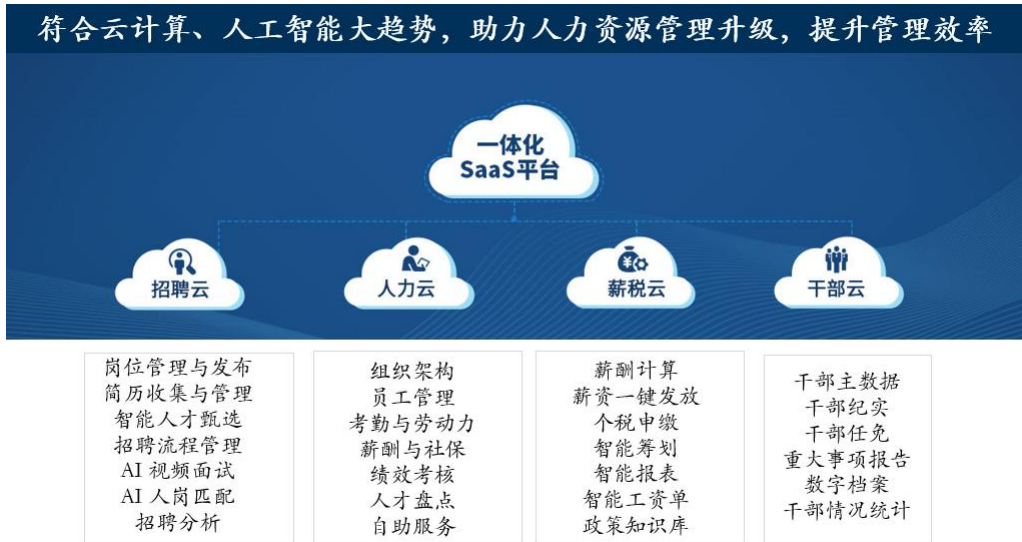 符合云计算、人工智能大趋势，助力人力资源管理升级，提升管理效率
一体化
SaaS平台
招聘云
人力云
薪税云
干部云
岗位管理与发布
简历收集与管理
智能人才甄选
招聘流程管理
AI 视频面试
AI 人岗匹配
招聘分析
组织架构
员工管理
考勤与劳动力
薪酬与社保
绩效考核
人才盘点
自助服务
薪酬计算
薪资一键发放
个税申缴
智能筹划
智能报表
智能工资单
政策知识库
干部主数据
干部纪实
干部任免
重大事项报告
数字档案
干部情况统计